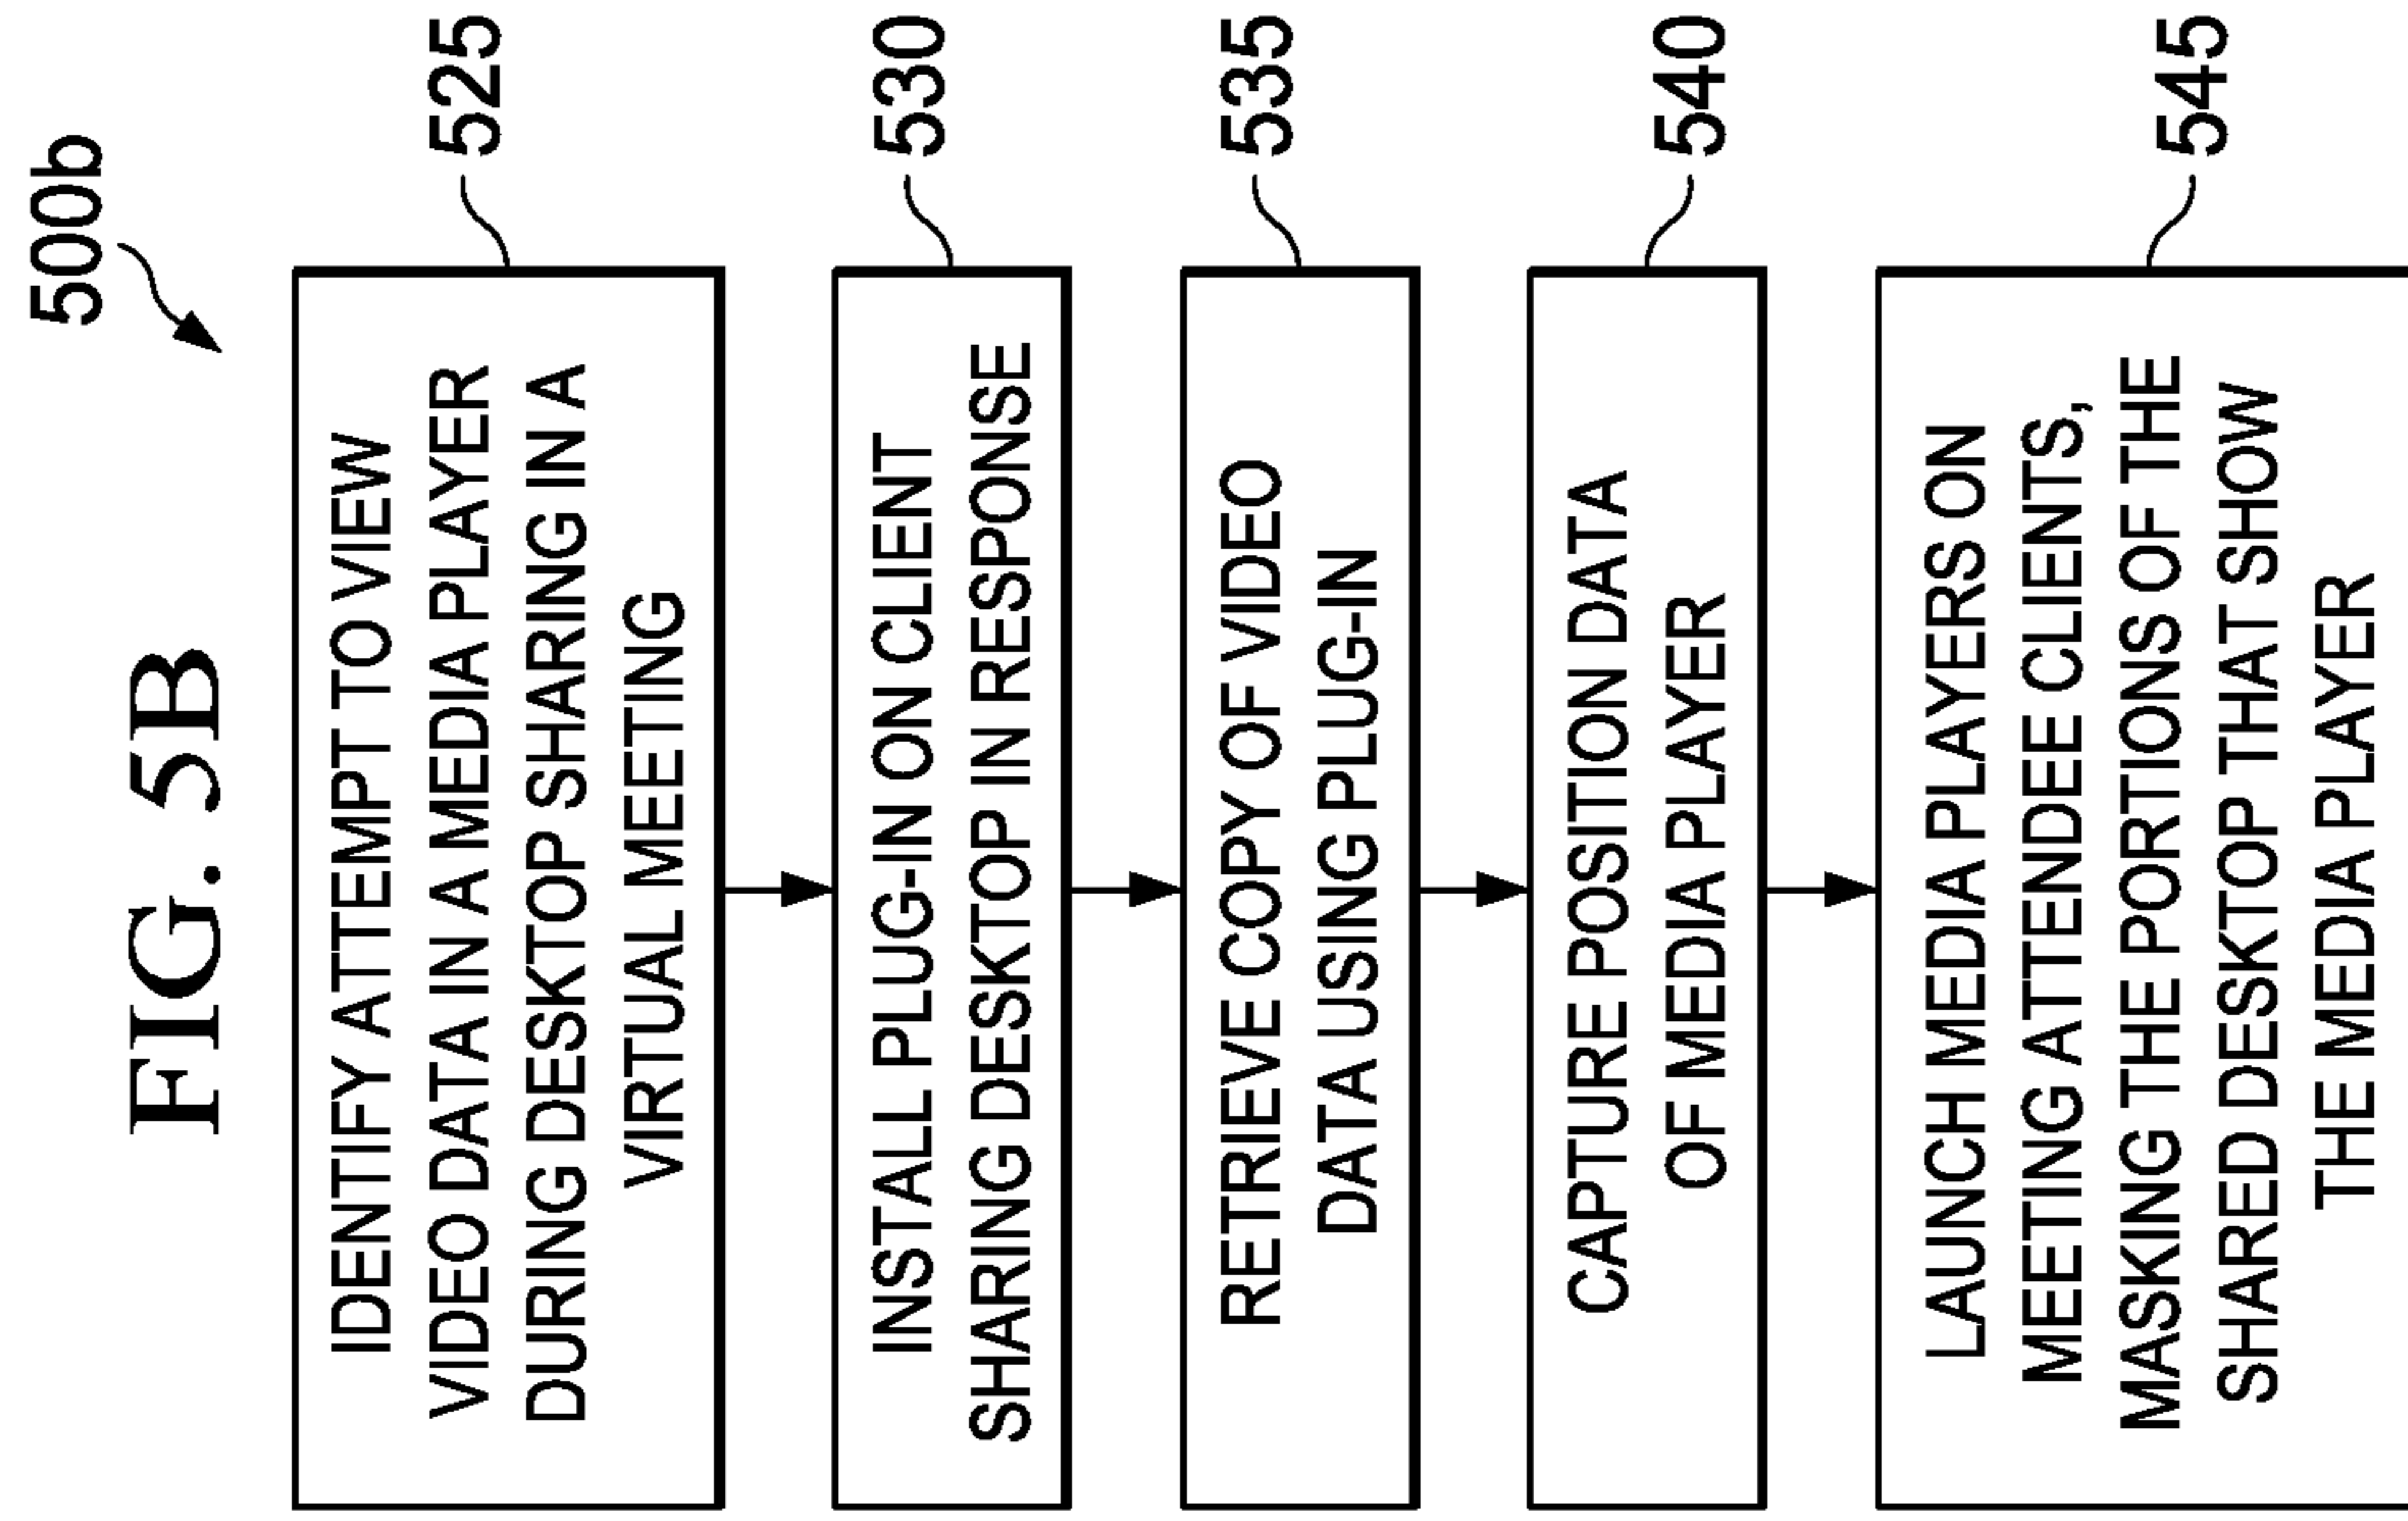 FIG. 5B
500b
IDENTIFY ATTEMPT TO VIEW
VIDEO DATA IN A MEDIA PLAYER
DURING DESKTOP SHARING IN A
VIRTUAL MEETING
525
INSTALL PLUG-IN ON CLIENT
SHARING DESKTOP IN RESPONSE
530
RETRIEVE COPY OF VIDEO
DATA USING PLUG-IN
535
CAPTURE POSITION DATA
OF MEDIA PLAYER
540
LAUNCH MEDIA PLAYERS ON
MEETING ATTENDEE CLIENTS,
MASKING THE PORTIONS OF THE
SHARED DESKTOP THAT SHOW
THE MEDIA PLAYER
545